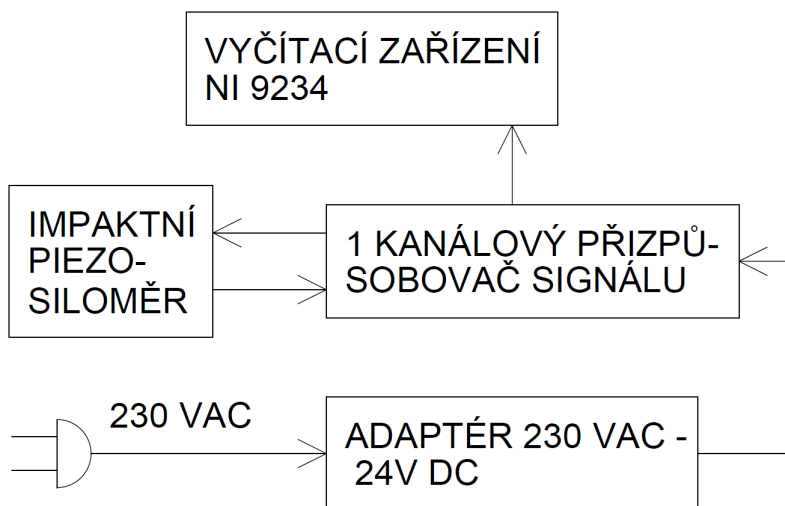 VYČÍTACÍ ZAŘÍZENÍ
NI 9234
IMPAKTNÍ
PIEZO-
SILOMĚR
1 KANÁLOVÝ PŘIZPŮ-
SOBOVAČ SIGNÁLU
230 VAC
ADAPTÉR 230 VAC -
24V DC